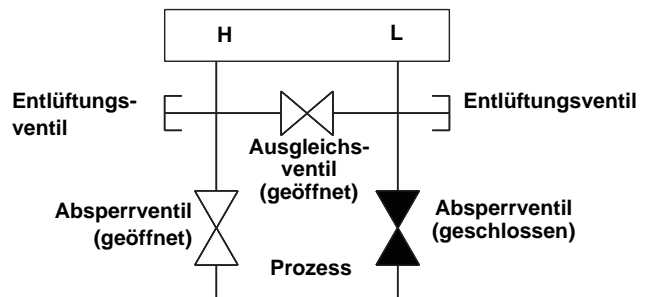 H
L
Entlüftungs-
ventil
Entlüftungsventil
Ausgleichs-
ventil
(geöffnet)
Absperrventil
(geöffnet)
Absperrventil
(geschlossen)
Prozess